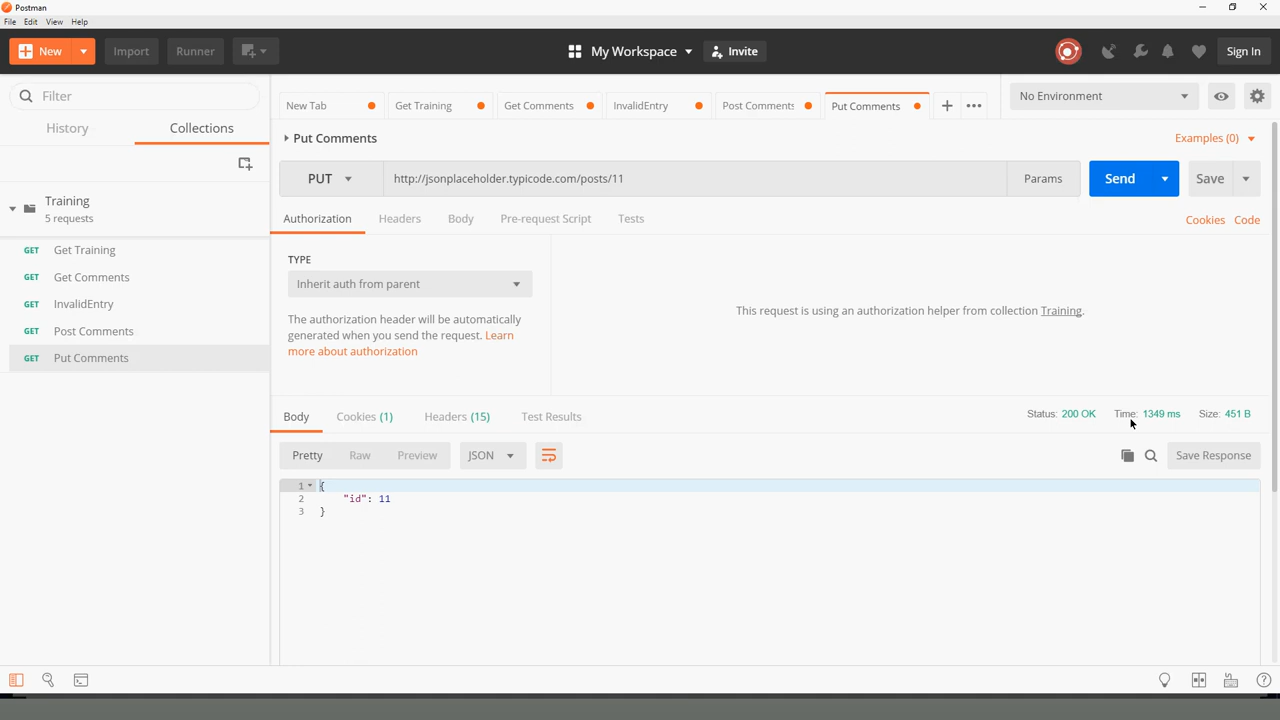 Postman
File Edit View Help
New Import Runner My Workspace Invite Sign In
Filter
History Collections
Training
5 requests
GET Get Training
GET Get Comments
GET InvalidEntry
GET Post Comments
GET Put Comments
New Tab Get Training Get Comments InvalidEntry Post Comments Put Comments No Environment
Put Comments Examples (0)
PUT http://jsonplaceholder.typicode.com/posts/11 Params Send Save
Authorization Headers Body Pre-request Script Tests Cookies Code
TYPE
Inherit auth from parent
The authorization header will be automatically
generated when you send the request. Learn
more about authorization
This request is using an authorization helper from collection Training.
Body Cookies (1) Headers (15) Test Results Status: 200 OK Time: 1349 ms Size: 451 B
Pretty Raw Preview JSON Save Response
1 {
2 "id": 11
3 }